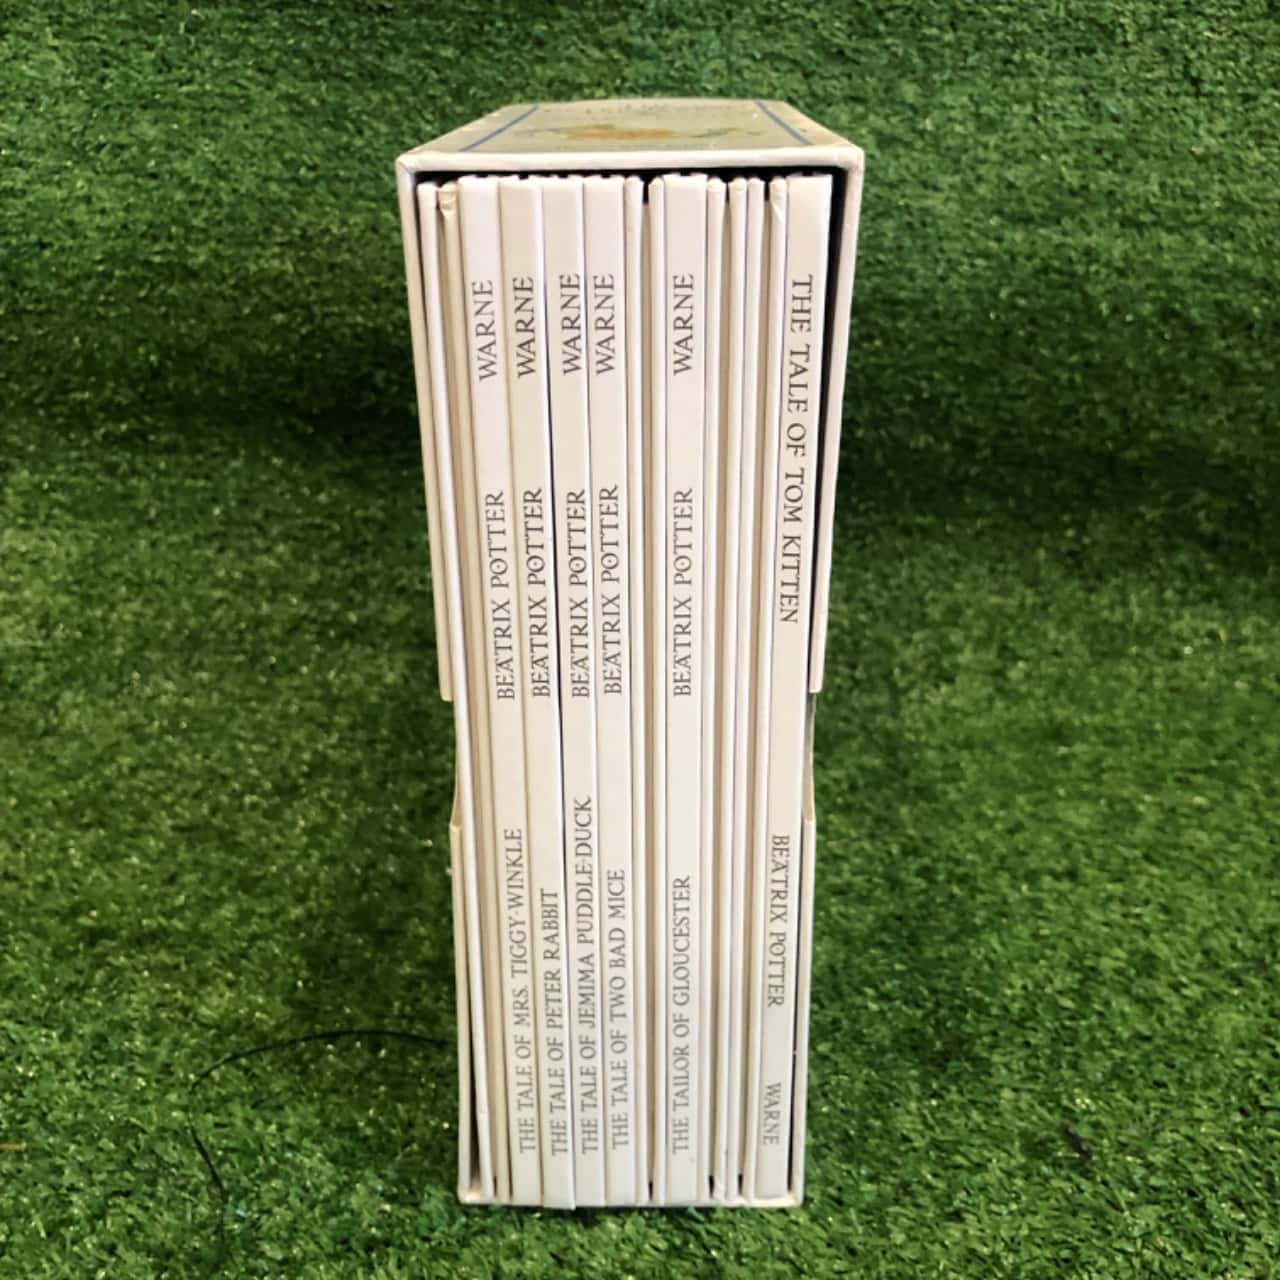 THE TALE OF MRS. TIGGY-WINKLE BEATRIX POTTER WARNE
THE TALE OF PETER RABBIT BEATRIX POTTER WARNE
THE TALE OF JEMIMA PUDDLE-DUCK BEATRIX POTTER WARNE
THE TALE OF TWO BAD MICE BEATRIX POTTER WARNE
THE TAILOR OF GLOUCESTER BEATRIX POTTER WARNE
THE TALE OF TOM KITTEN BEATRIX POTTER WARNE